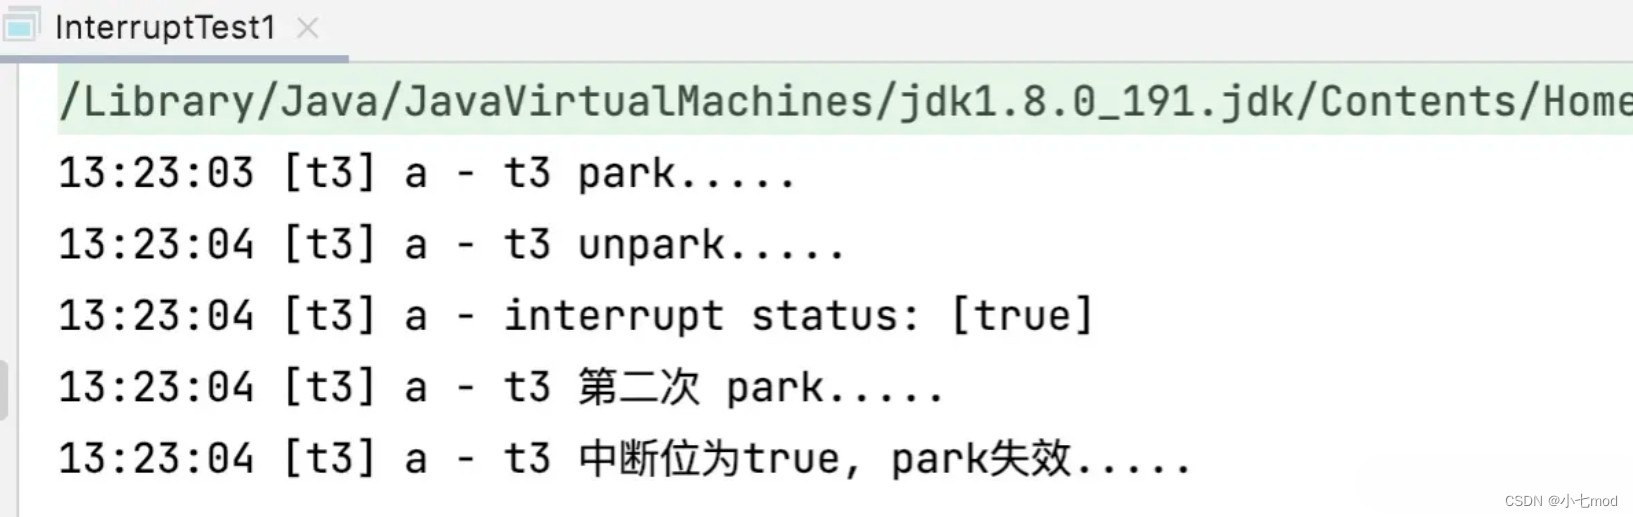 InterruptTest1
/Library/Java/JavaVirtualMachines/jdk1.8.0_191.jdk/Contents/Home
13:23:03 [t3] a - t3 park.....
13:23:04 [t3] a - t3 unpark.....
13:23:04 [t3] a - interrupt status: [true]
13:23:04 [t3] a - t3 第二次 park.....
13:23:04 [t3] a - t3 中断位为true, park失效.....
CSDN @小七mod